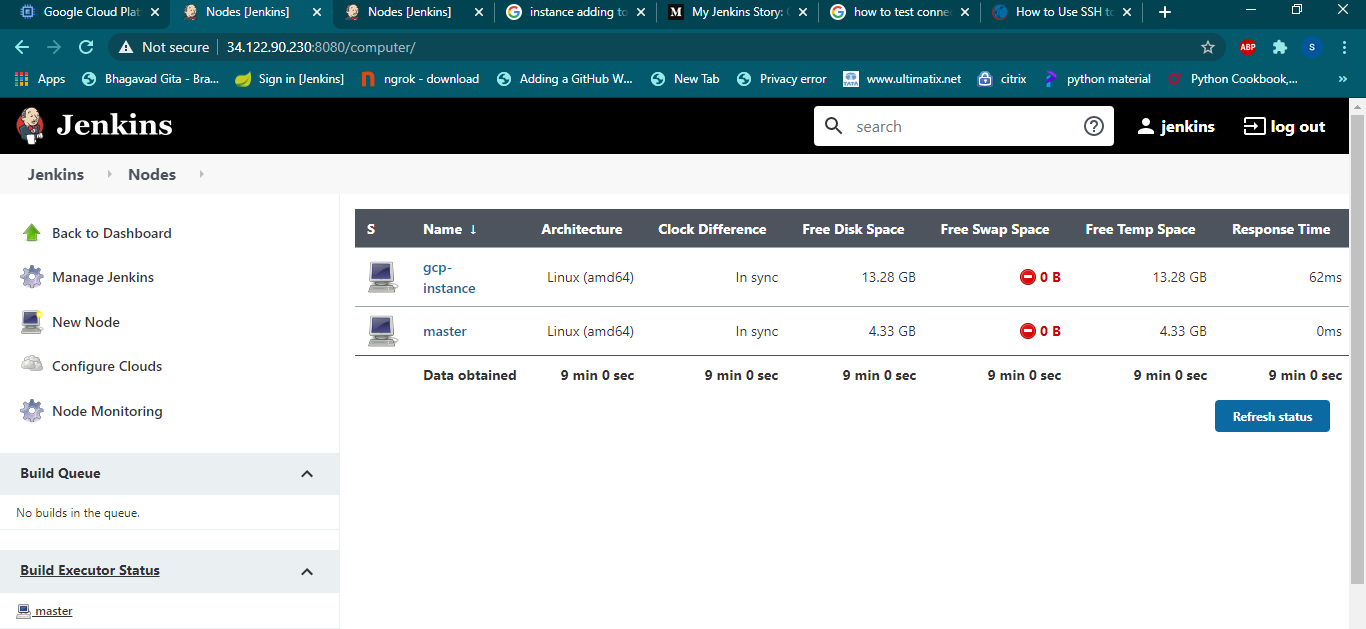 Google Cloud Plat
Nodes [Jenkins]
Nodes [Jenkins]
instance adding to
My Jenkins Story:
how to test conne
How to Use SSH to
Not secure
34.122.90.230:8080/computer/
ABP
S
Apps
Bhagavad Gita - Bra...
Sign in [Jenkins]
ngrok - download
Adding a GitHub W...
New Tab
Privacy error
www.ultimatix.net
citrix
python material
Python Cookbook,...
»
Jenkins
search
jenkins
log out
Jenkins
Nodes
Back to Dashboard
Manage Jenkins
New Node
Configure Clouds
Node Monitoring
Build Queue
No builds in the queue.
Build Executor Status
master
S Name ↓ Architecture Clock Difference Free Disk Space Free Swap Space Free Temp Space Response Time
gcp-
instance Linux (amd64) In sync 13.28 GB 0 B 13.28 GB 62ms
master Linux (amd64) In sync 4.33 GB 0 B 4.33 GB 0ms
Data obtained 9 min 0 sec 9 min 0 sec 9 min 0 sec 9 min 0 sec 9 min 0 sec 9 min 0 sec
Refresh status